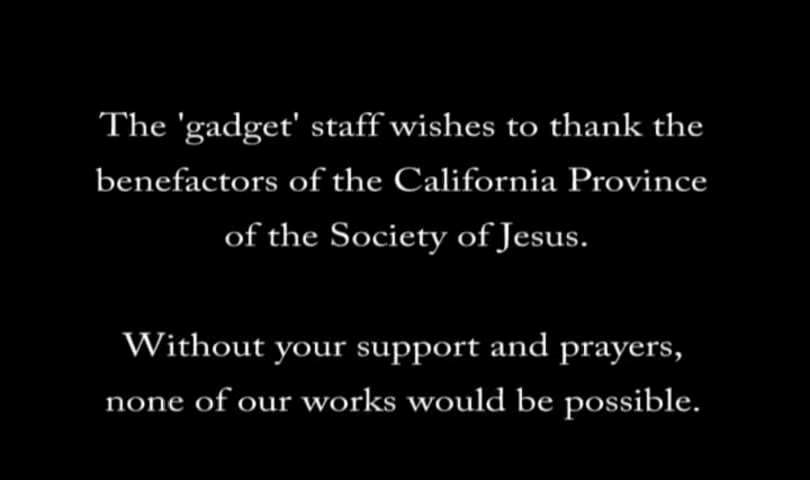 The 'gadget' staff wishes to thank the
benefactors of the California Province
of the Society of Jesus.
Without your support and prayers,
none of our works would be possible.